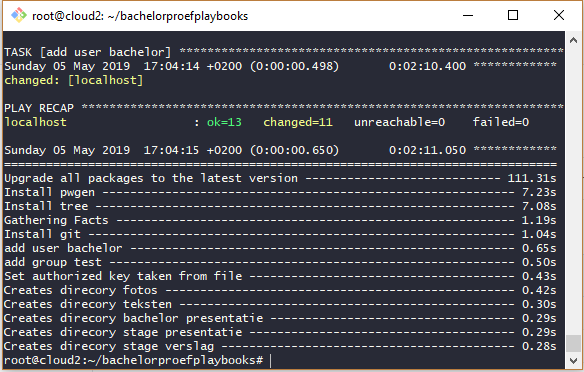 root@cloud2: ~/bachelorproefplaybooks
TASK [add user bachelor] *******************************************************
Sunday 05 May 2019  17:04:14 +0200 (0:00:00.498)       0:02:10.400 ************
changed: [localhost]
PLAY RECAP *********************************************************************
localhost                  : ok=13   changed=11   unreachable=0    failed=0
Sunday 05 May 2019  17:04:15 +0200 (0:00:00.650)       0:02:11.050 ************
===============================================================================
Upgrade all packages to the latest version ---------------------------- 111.31s
Install pwgen ----------------------------------------------------------- 7.23s
Install tree ------------------------------------------------------------ 7.08s
Gathering Facts --------------------------------------------------------- 1.19s
Install git ------------------------------------------------------------- 1.04s
add user bachelor ------------------------------------------------------- 0.65s
add group test ---------------------------------------------------------- 0.50s
Set authorized key taken from file -------------------------------------- 0.43s
Creates direcory fotos -------------------------------------------------- 0.42s
Creates direcory teksten ------------------------------------------------ 0.30s
Creates direcory bachelor presentatie ----------------------------------- 0.29s
Creates direcory stage presentatie -------------------------------------- 0.29s
Creates direcory stage verslag ------------------------------------------ 0.28s
root@cloud2:~/bachelorproefplaybooks#